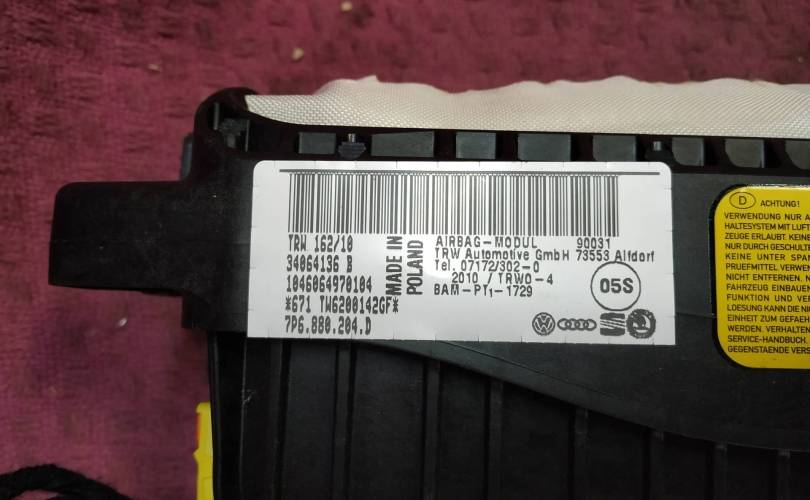 TRW 162/10
34064136 B
1046064970104
*671 TW6200142GF*
7P6.880.204.D
MADE IN
POLAND
AIRBAG-MODUL 90031
TRW Automotive GmbH 73553 Alfdorf
Tel. 07172/302-0
2010 / TRWO-4
BAM-PT1-1729
05S
D ACHTUNG!
VERWENDUNG NUR A
HALTESYSTEM MIT LUFT
ZEUGE ERLAUBT. KEINE
NUR DURCH GESCHULTE
KEINE UNTER SPAN
PRUEFMITTEL VERWE
NICHT ENTFERNEN, N
FAHRZEUG EINBAUEN
FUNKTION UND VE
LOESUNG KANN DIE N
EINHEIT ZUM GEFAEH
WERDEN. VERHALTEN
SERVICE-HANDBUCH.
GEGENSTAENDE VERS